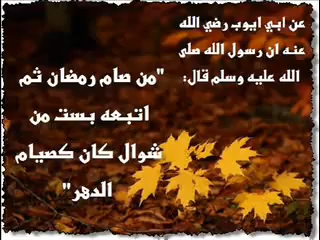 عن ابي ايوب رضي الله
عنه ان رسول الله صلى
الله عليه وسلم قال:
"من صام رمضان ثم
اتبعه بست من
شوال كان كصيام
الدهر"